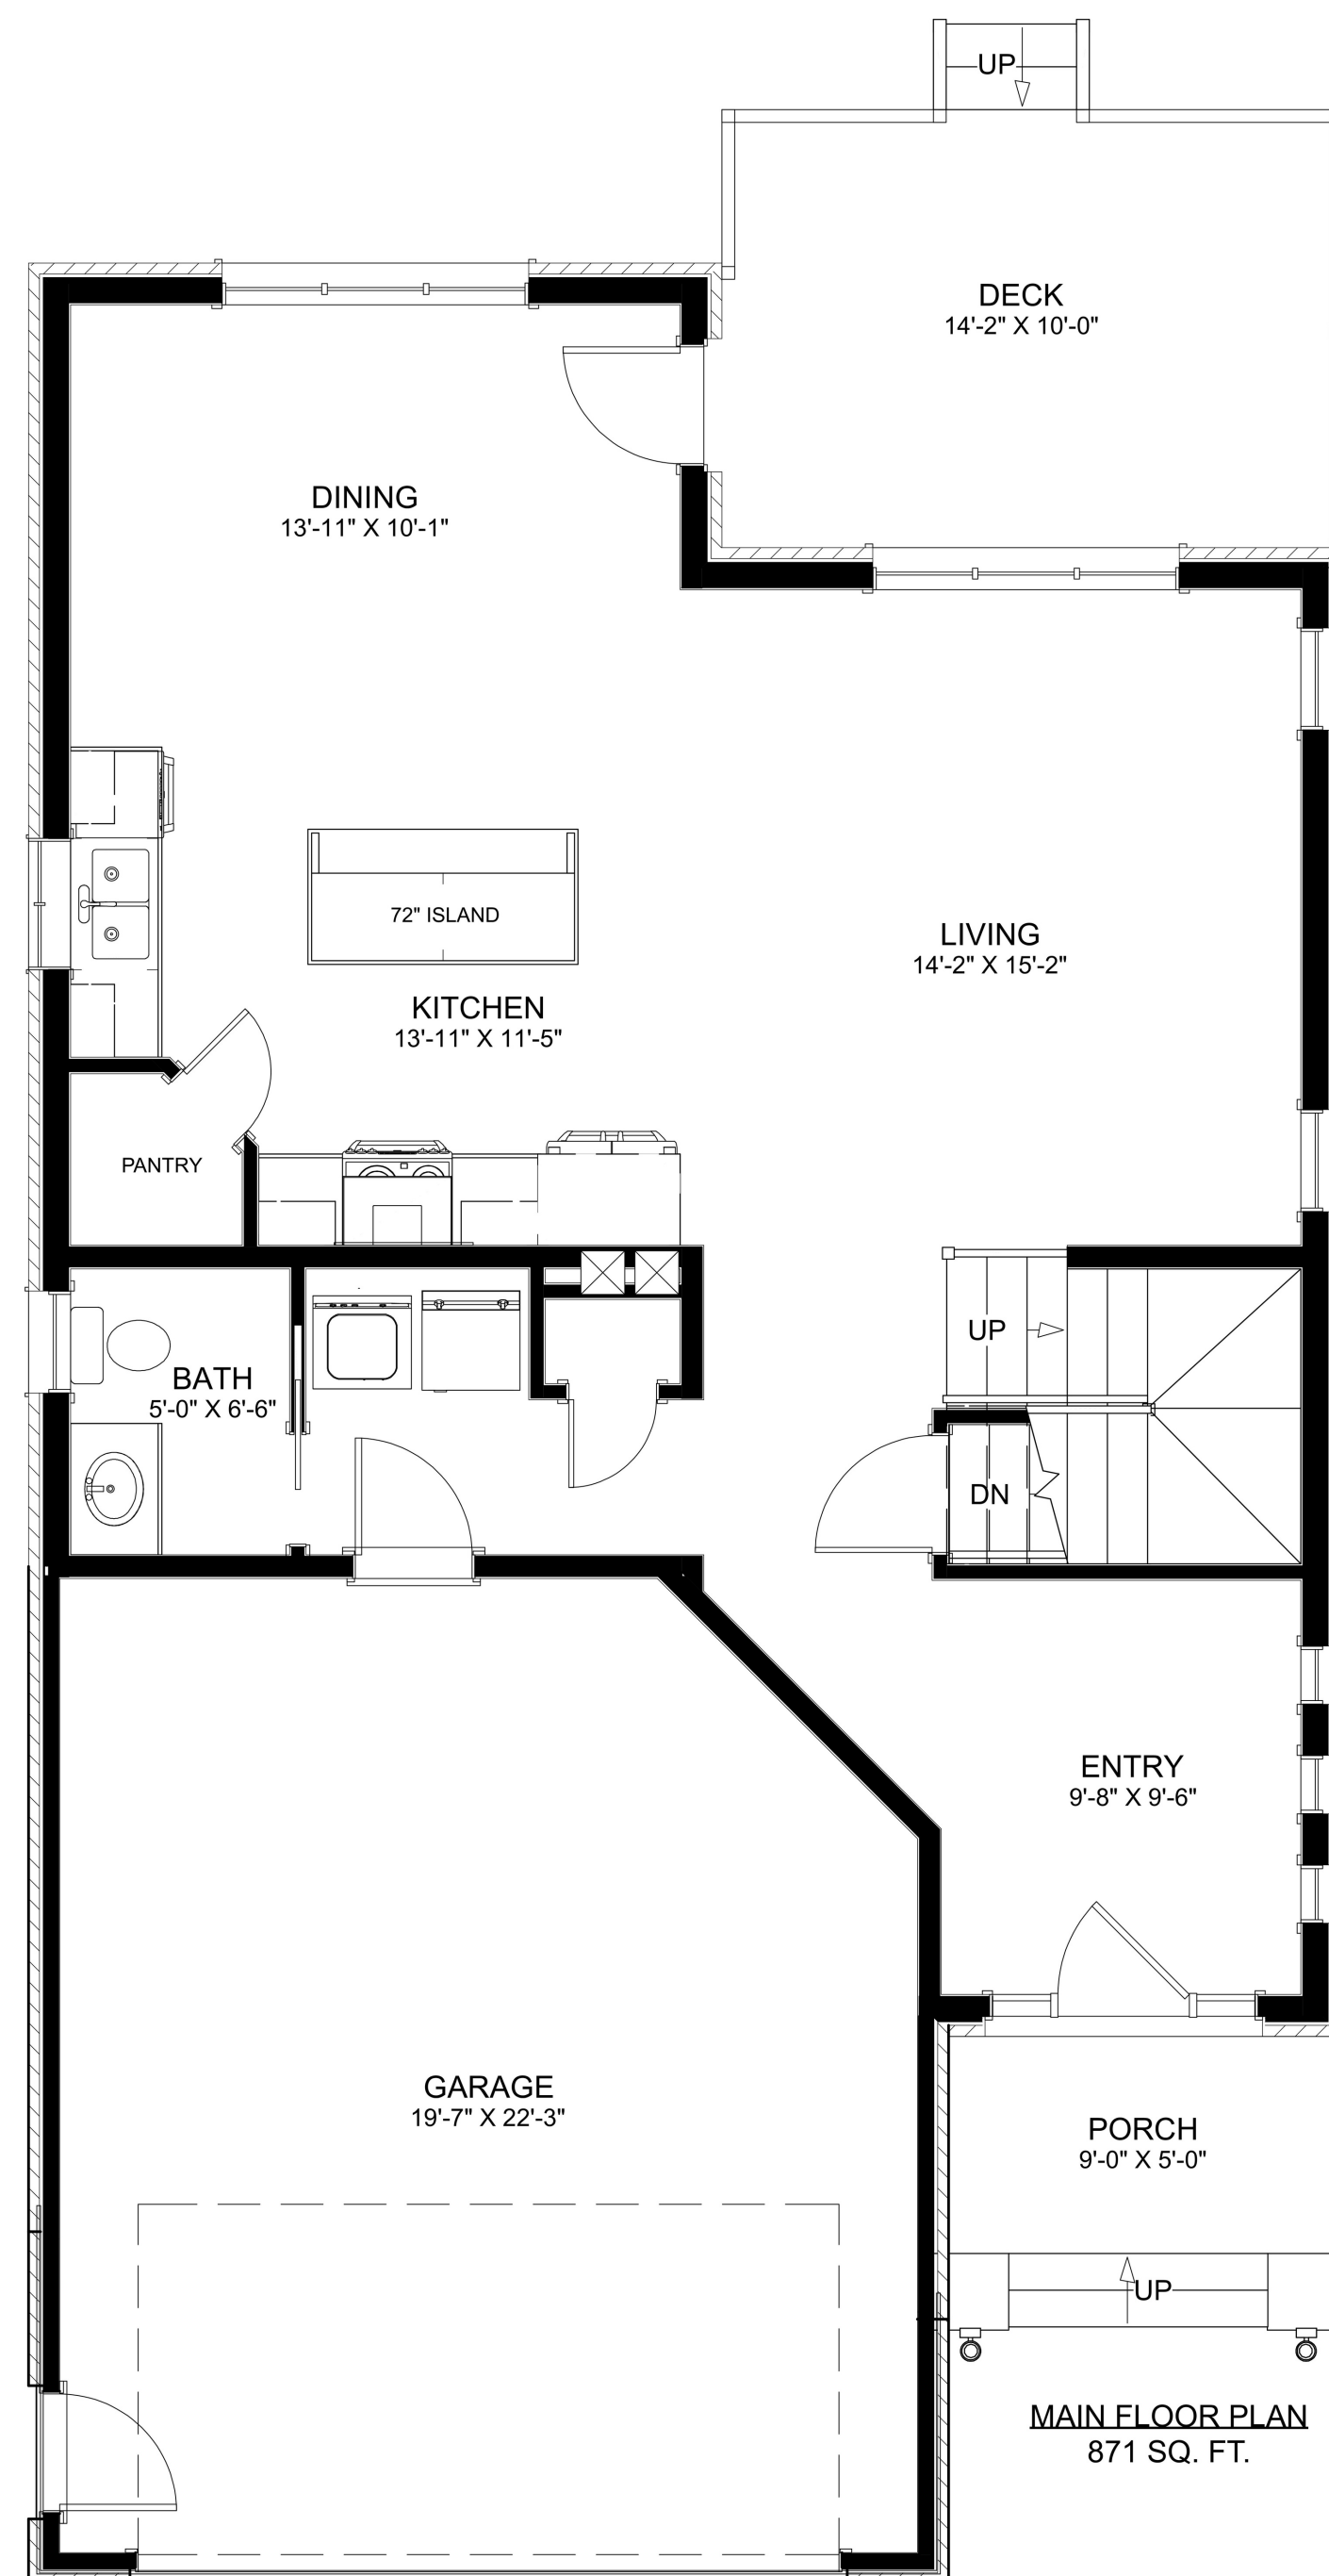 UP
DECK
14'-2" X 10'-0"
DINING
13'-11" X 10'-1"
72" ISLAND
LIVING
14'-2" X 15'-2"
KITCHEN
13'-11" X 11'-5"
PANTRY
UP
BATH
5'-0" X 6'-6"
DN
ENTRY
9'-8" X 9'-6"
GARAGE
19'-7" X 22'-3"
PORCH
9'-0" X 5'-0"
UP
MAIN FLOOR PLAN
871 SQ. FT.